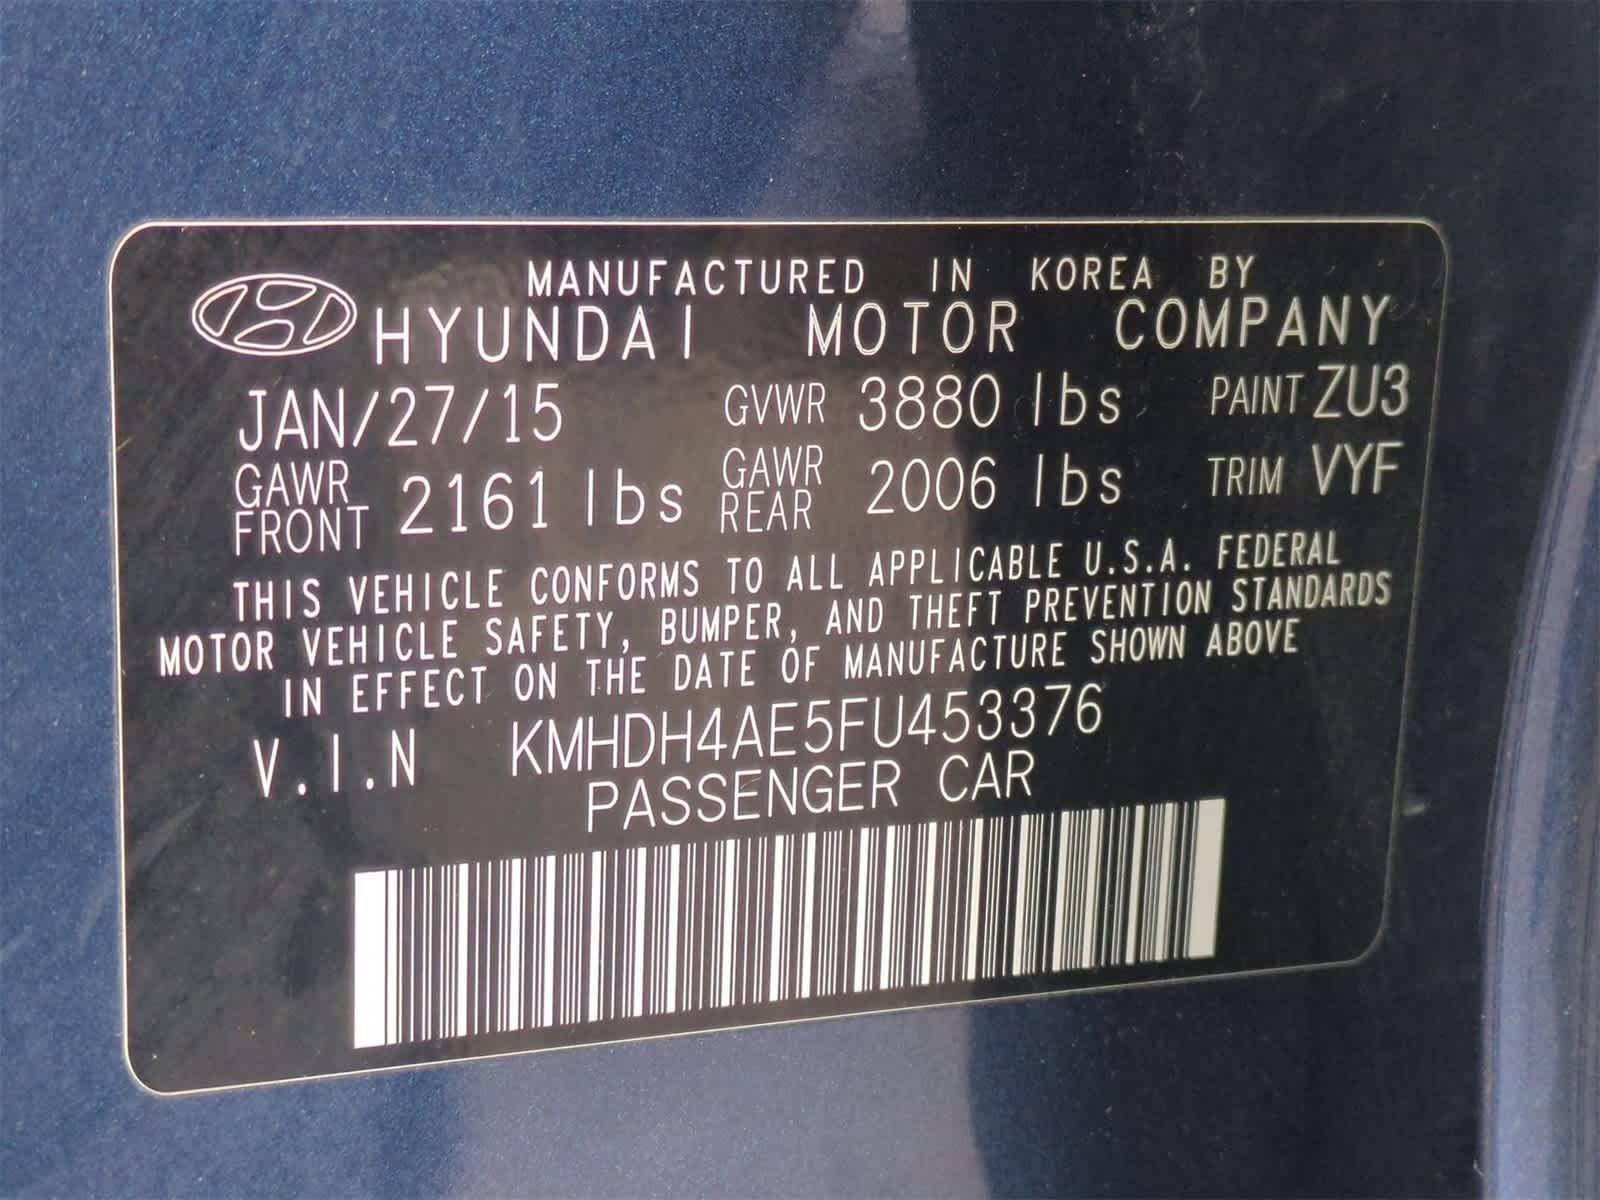 MANUFACTURED IN KOREA BY
HYUNDAI MOTOR COMPANY
JAN/27/15 GVWR 3880 lbs PAINT ZU3
GAWR FRONT 2161 lbs GAWR REAR 2006 lbs TRIM VYF
THIS VEHICLE CONFORMS TO ALL APPLICABLE U.S.A. FEDERAL
MOTOR VEHICLE SAFETY, BUMPER, AND THEFT PREVENTION STANDARDS
IN EFFECT ON THE DATE OF MANUFACTURE SHOWN ABOVE
V.I.N KMHDH4AE5FU453376
PASSENGER CAR